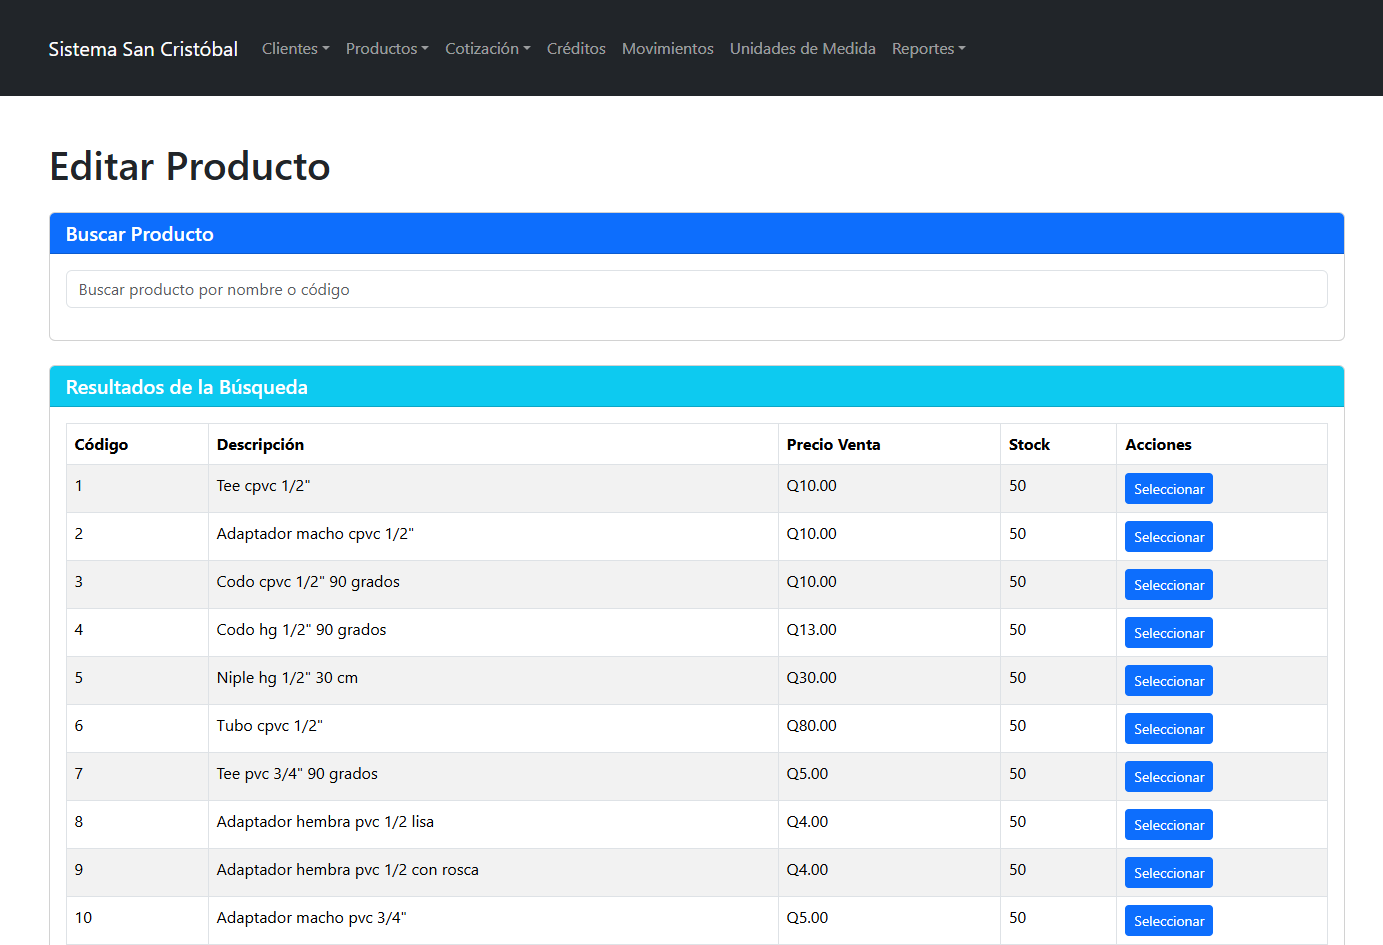 Sistema San Cristóbal Clientes Productos Cotización Créditos Movimientos Unidades de Medida Reportes
Editar Producto
Buscar Producto
Buscar producto por nombre o código
Resultados de la Búsqueda
Código Descripción Precio Venta Stock Acciones
1 Tee cpvc 1/2" Q10.00 50 Seleccionar
2 Adaptador macho cpvc 1/2" Q10.00 50 Seleccionar
3 Codo cpvc 1/2" 90 grados Q10.00 50 Seleccionar
4 Codo hg 1/2" 90 grados Q13.00 50 Seleccionar
5 Niple hg 1/2" 30 cm Q30.00 50 Seleccionar
6 Tubo cpvc 1/2" Q80.00 50 Seleccionar
7 Tee pvc 3/4" 90 grados Q5.00 50 Seleccionar
8 Adaptador hembra pvc 1/2 lisa Q4.00 50 Seleccionar
9 Adaptador hembra pvc 1/2 con rosca Q4.00 50 Seleccionar
10 Adaptador macho pvc 3/4" Q5.00 50 Seleccionar